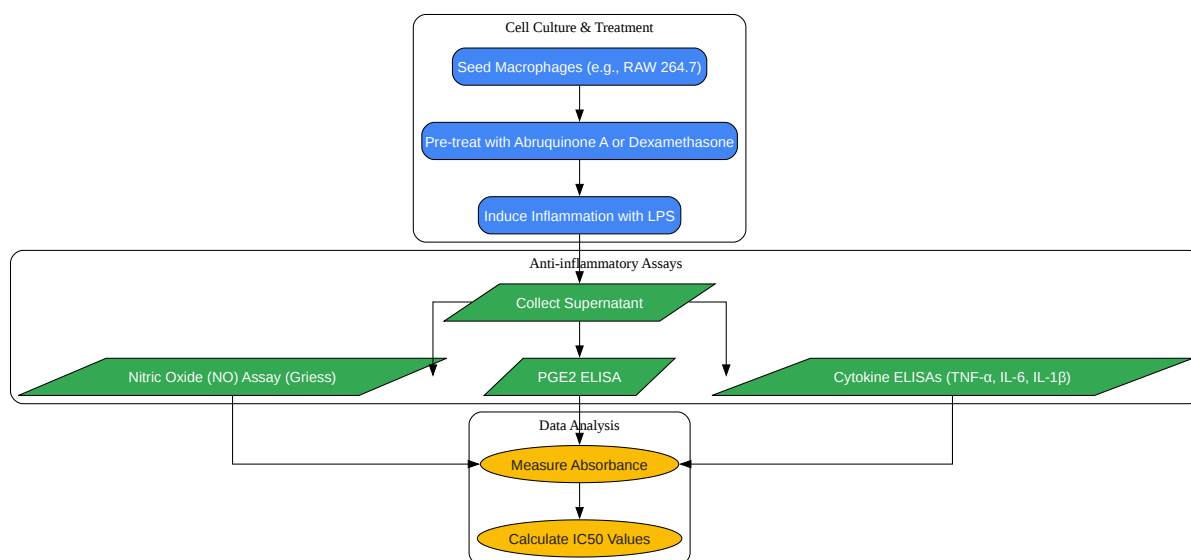 Cell Culture & Treatment
Seed Macrophages (e.g., RAW 264.7)
Pre-treat with Abruquinone A or Dexamethasone
Induce Inflammation with LPS
Anti-inflammatory Assays
Collect Supernatant
Nitric Oxide (NO) Assay (Griess)
PGE2 ELISA
Cytokine ELISAs (TNF-α, IL-6, IL-1β)
Data Analysis
Measure Absorbance
Calculate IC50 Values